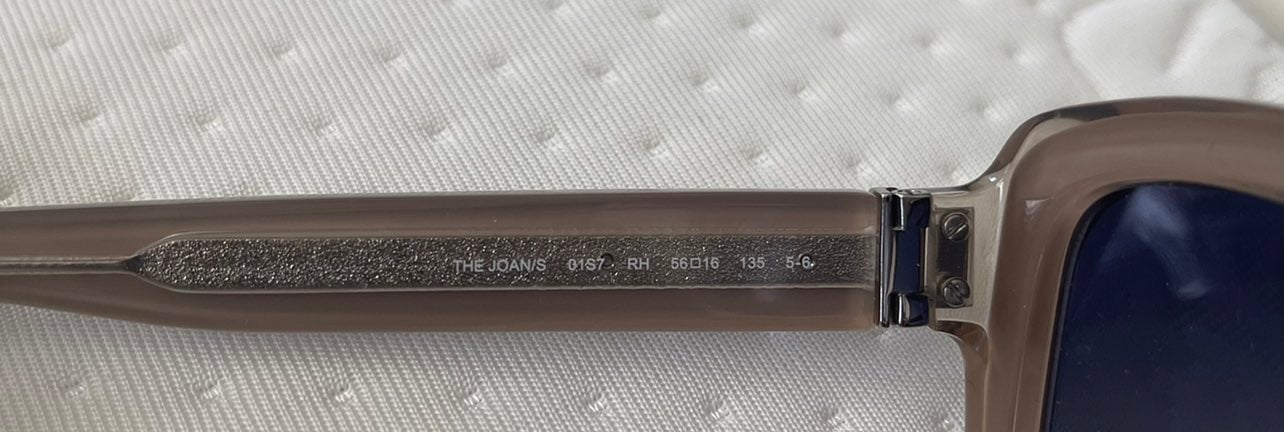 THE JOAN/S 01S7 RH 56□16 135 5-6